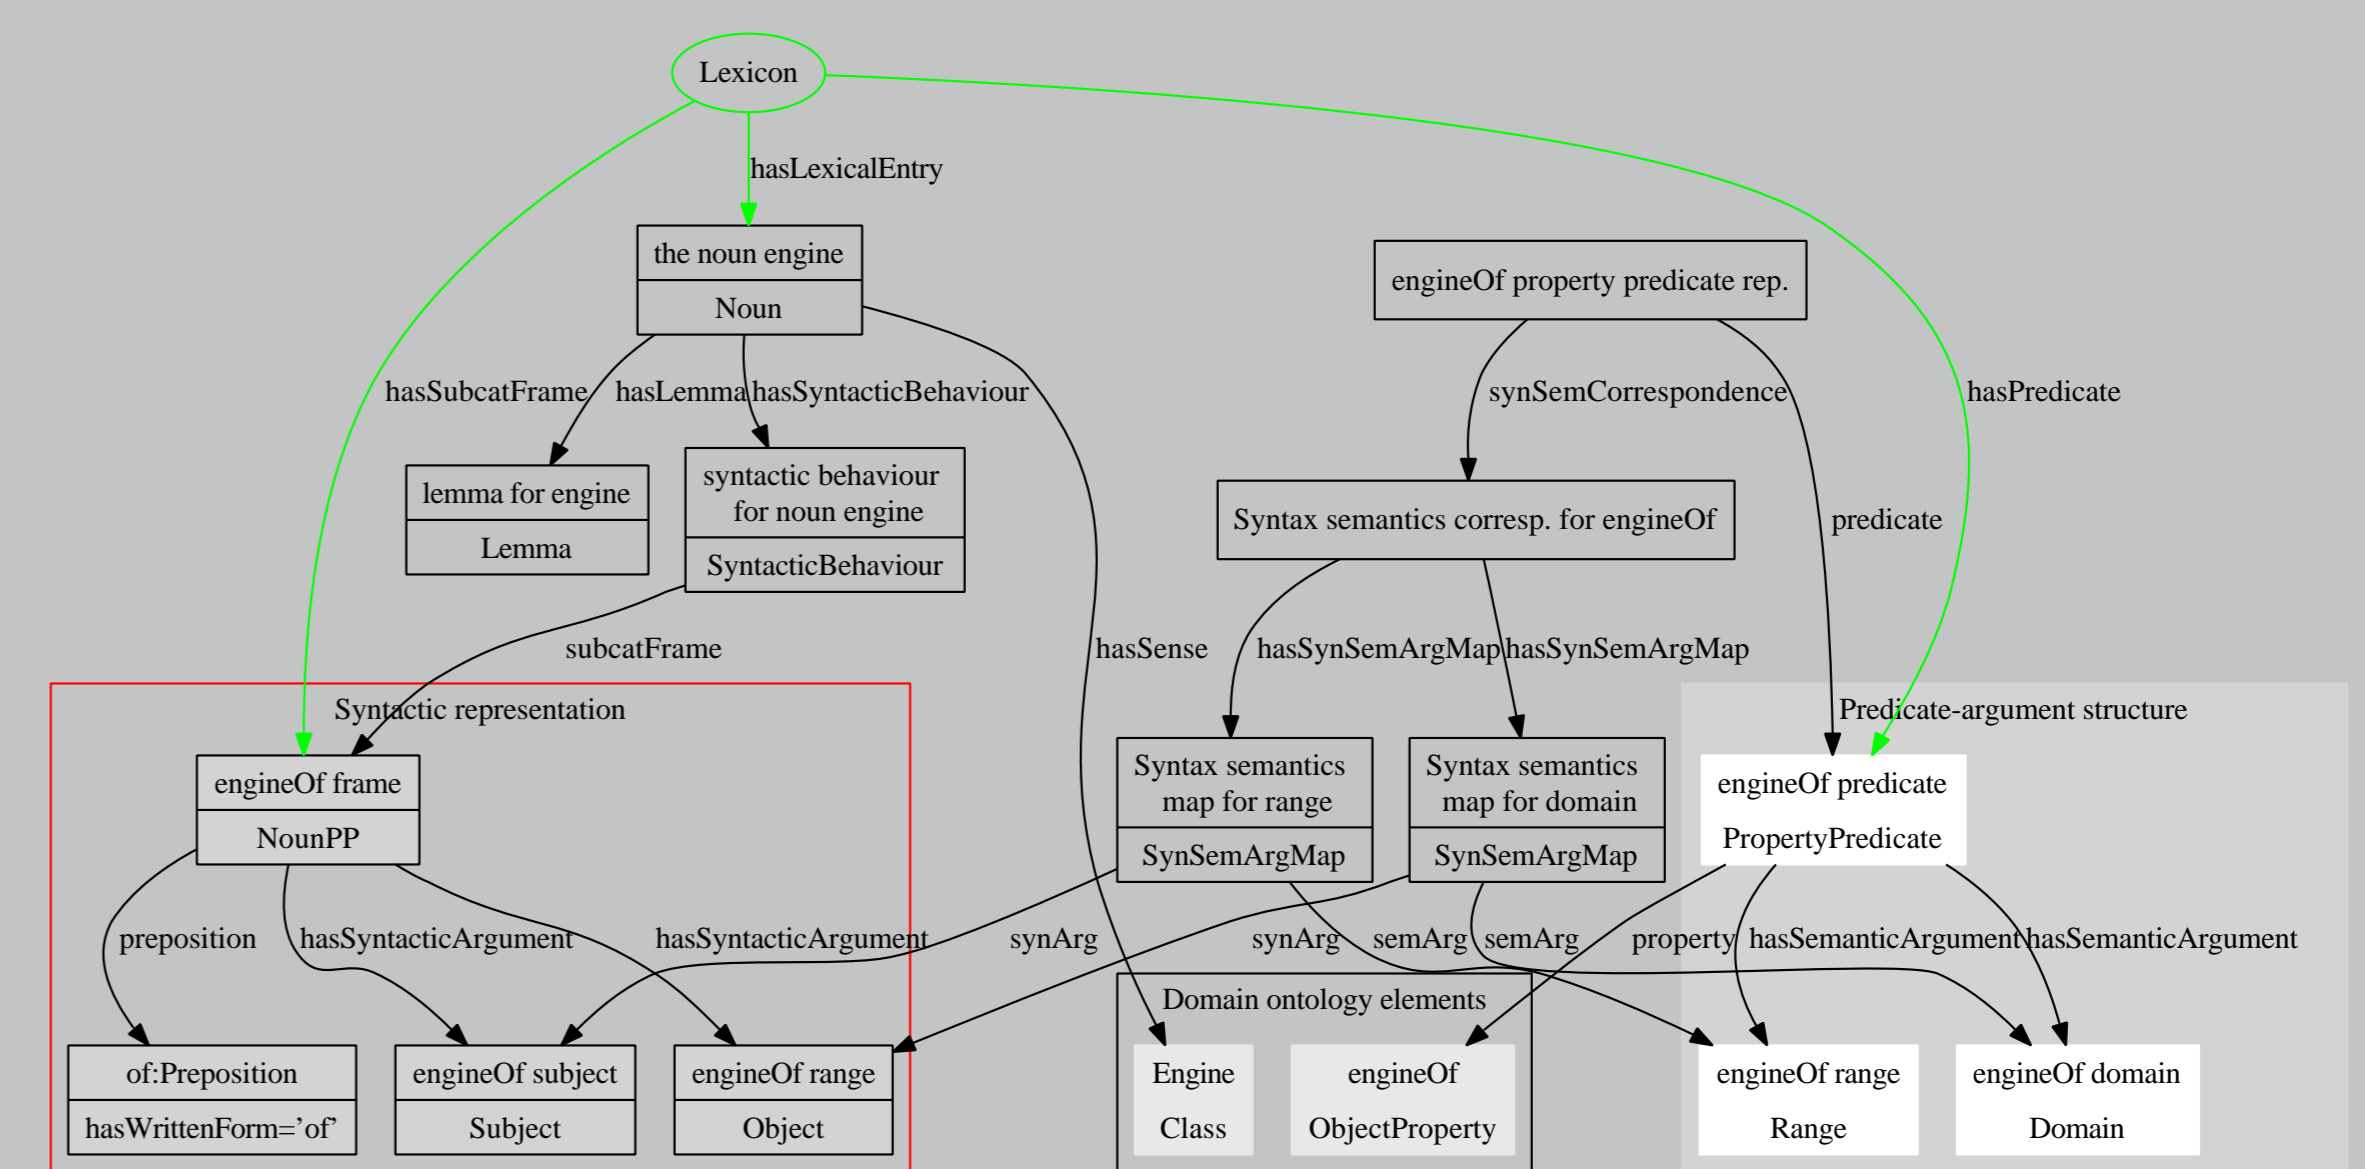 Lexicon
hasLexicalEntry
the noun engine
Noun
engineOf property predicate rep.
hasSubcatFrame
hasLemma
hasSyntacticBehaviour
synSemCorrespondence
hasPredicate
lemma for engine
Lemma
syntactic behaviour
for noun engine
SyntacticBehaviour
Syntax semantics corresp. for engineOf
predicate
subcatFrame
hasSense
hasSynSemArgMap
hasSynSemArgMap
Syntactic representation
Predicate-argument structure
engineOf frame
NounPP
Syntax semantics
map for range
SynSemArgMap
Syntax semantics
map for domain
SynSemArgMap
engineOf predicate
PropertyPredicate
preposition
hasSyntacticArgument
hasSyntacticArgument
synArg
synArg
semArg
semArg
property
hasSemanticArgument
hasSemanticArgument
Domain ontology elements
of:Preposition
hasWrittenForm=’of’
engineOf subject
Subject
engineOf range
Object
Engine
Class
engineOf
ObjectProperty
engineOf range
Range
engineOf domain
Domain